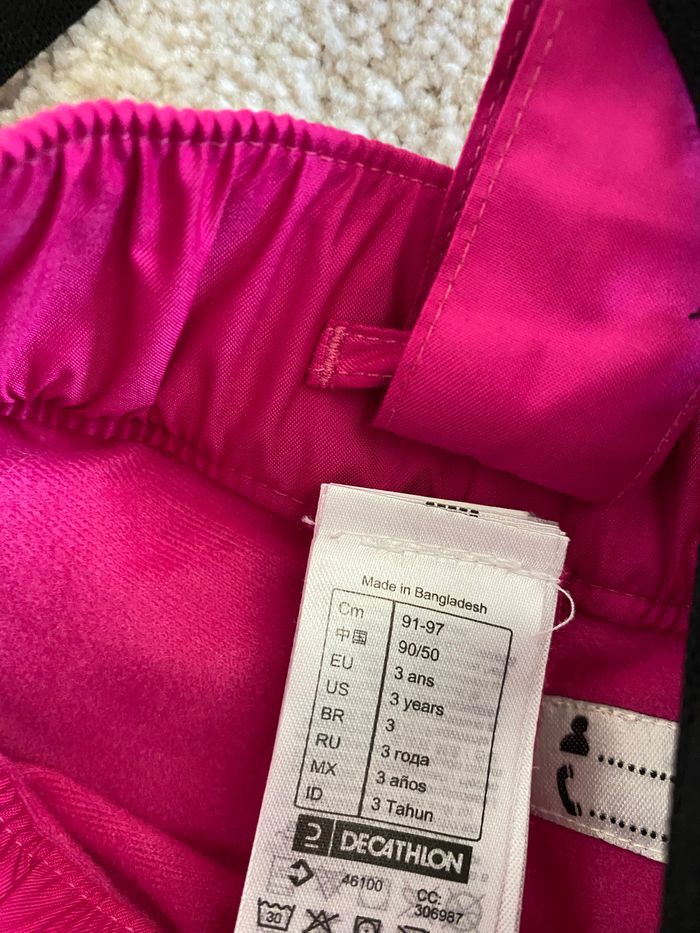 Made in Bangladesh
Cm 91-97
中国 90/50
EU 3 ans
US 3 years
BR 3
RU 3 года
MX 3 años
ID 3 Tahun
DECATHLON
46100
CC:
306987
30